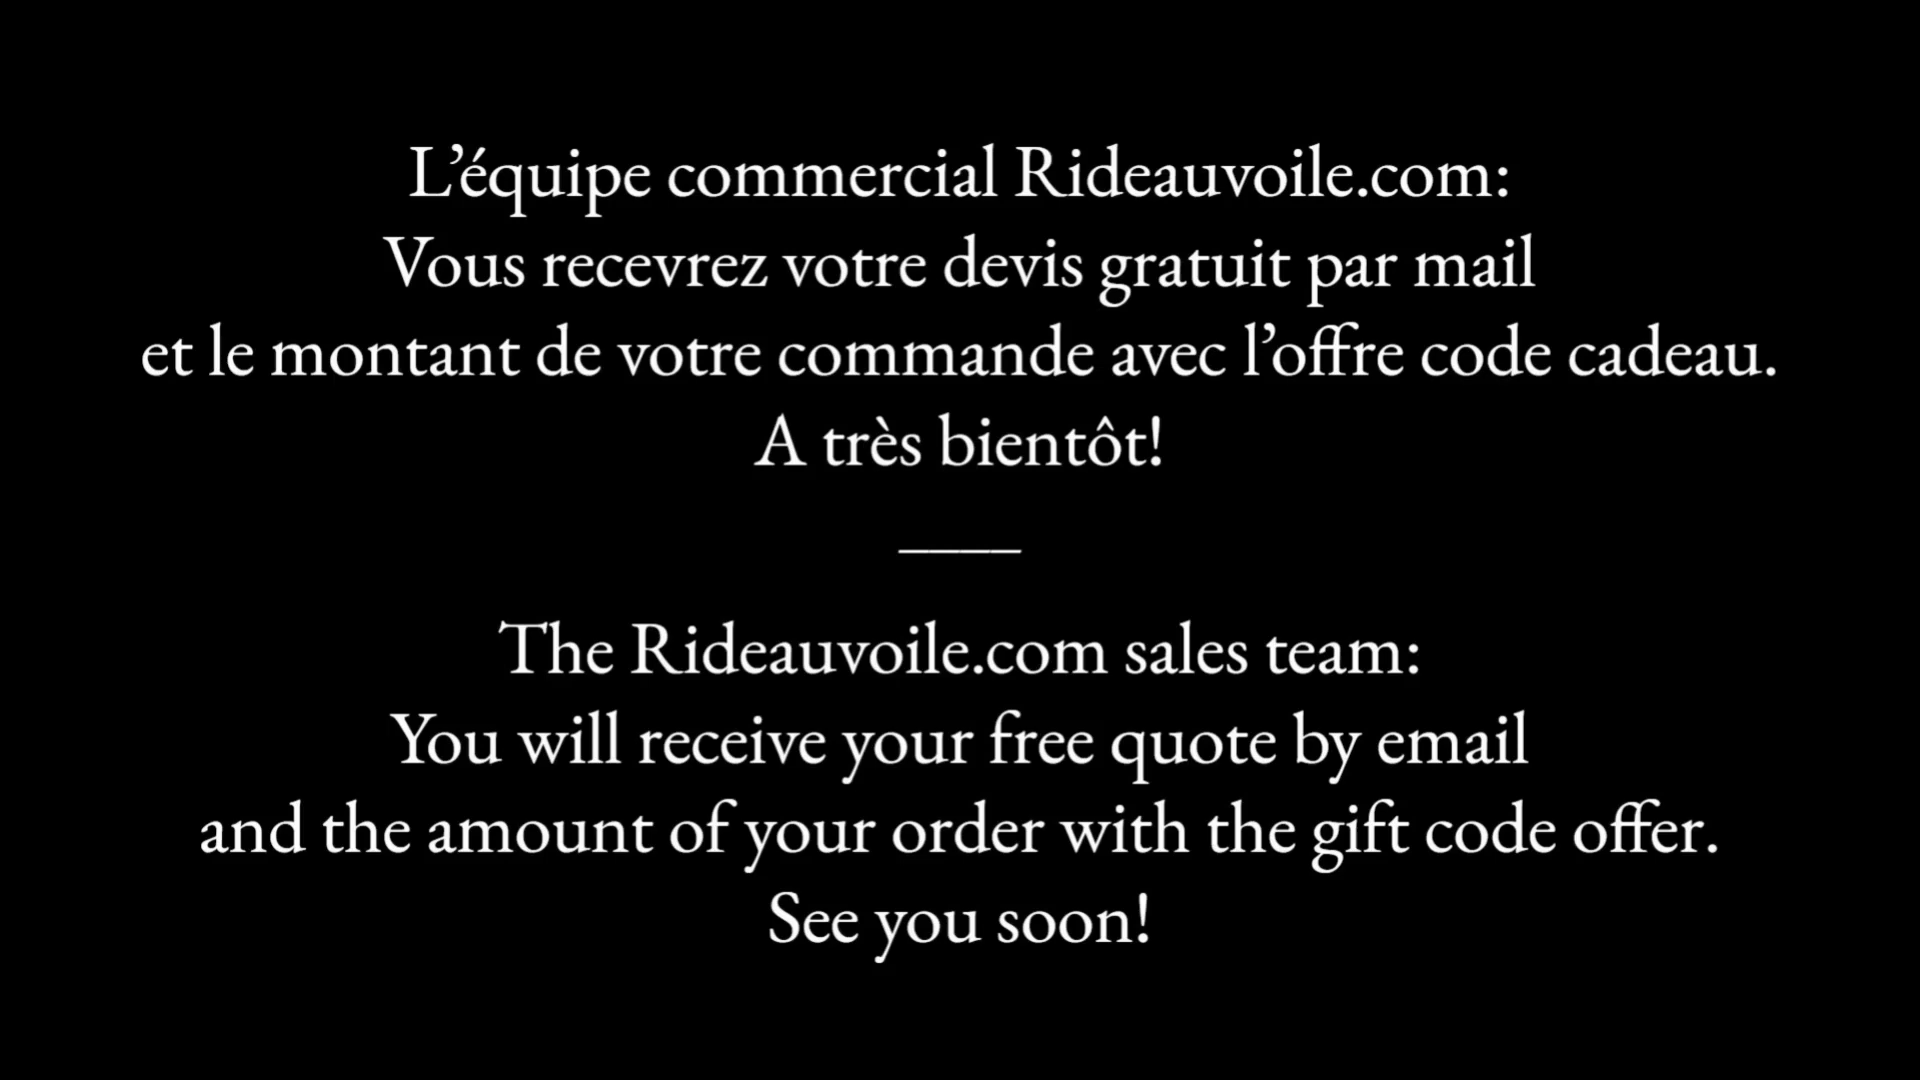 L’équipe commercial Rideauvoile.com:
Vous recevrez votre devis gratuit par mail
et le montant de votre commande avec l’offre code cadeau.
A très bientôt!
____
The Rideauvoile.com sales team:
You will receive your free quote by email
and the amount of your order with the gift code offer.
See you soon!